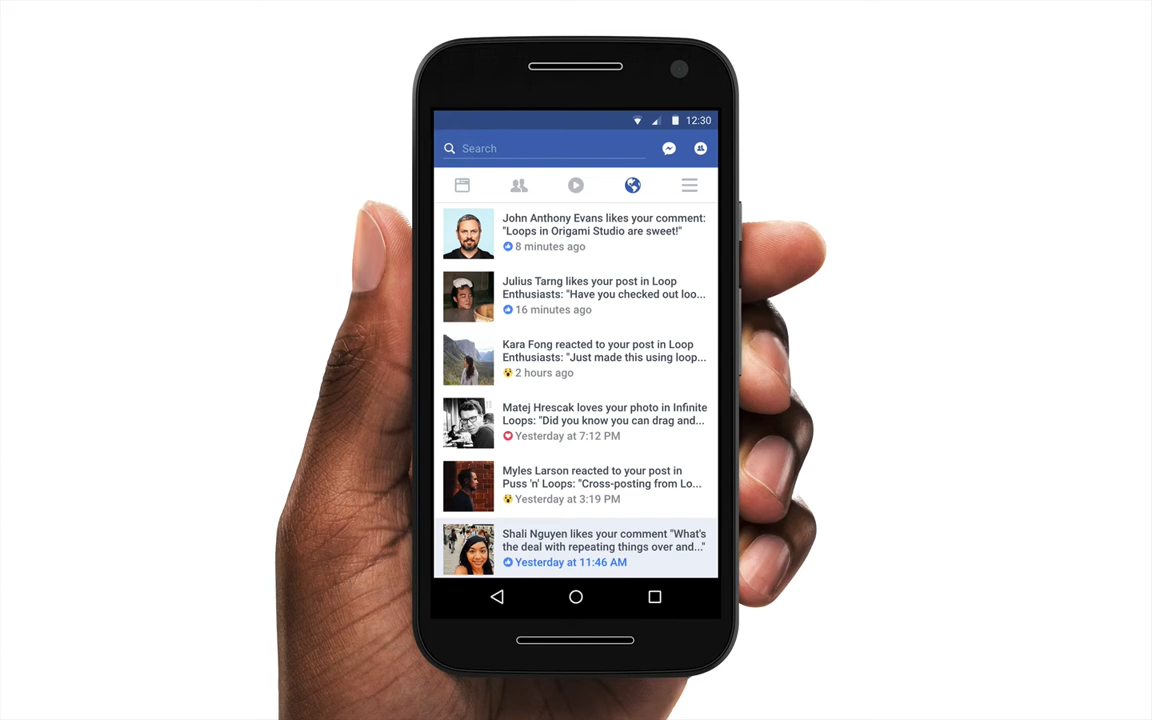 12:30
Search
John Anthony Evans likes your comment:
"Loops in Origami Studio are sweet!"
8 minutes ago
Julius Tarng likes your post in Loop
Enthusiasts: "Have you checked out loo...
16 minutes ago
Kara Fong reacted to your post in Loop
Enthusiasts: "Just made this using loop...
2 hours ago
Matej Hrescak loves your photo in Infinite
Loops: "Did you know you can drag and...
Yesterday at 7:12 PM
Myles Larson reacted to your post in
Puss 'n' Loops: "Cross-posting from Lo...
Yesterday at 3:19 PM
Shali Nguyen likes your comment "What's
the deal with repeating things over and..."
Yesterday at 11:46 AM